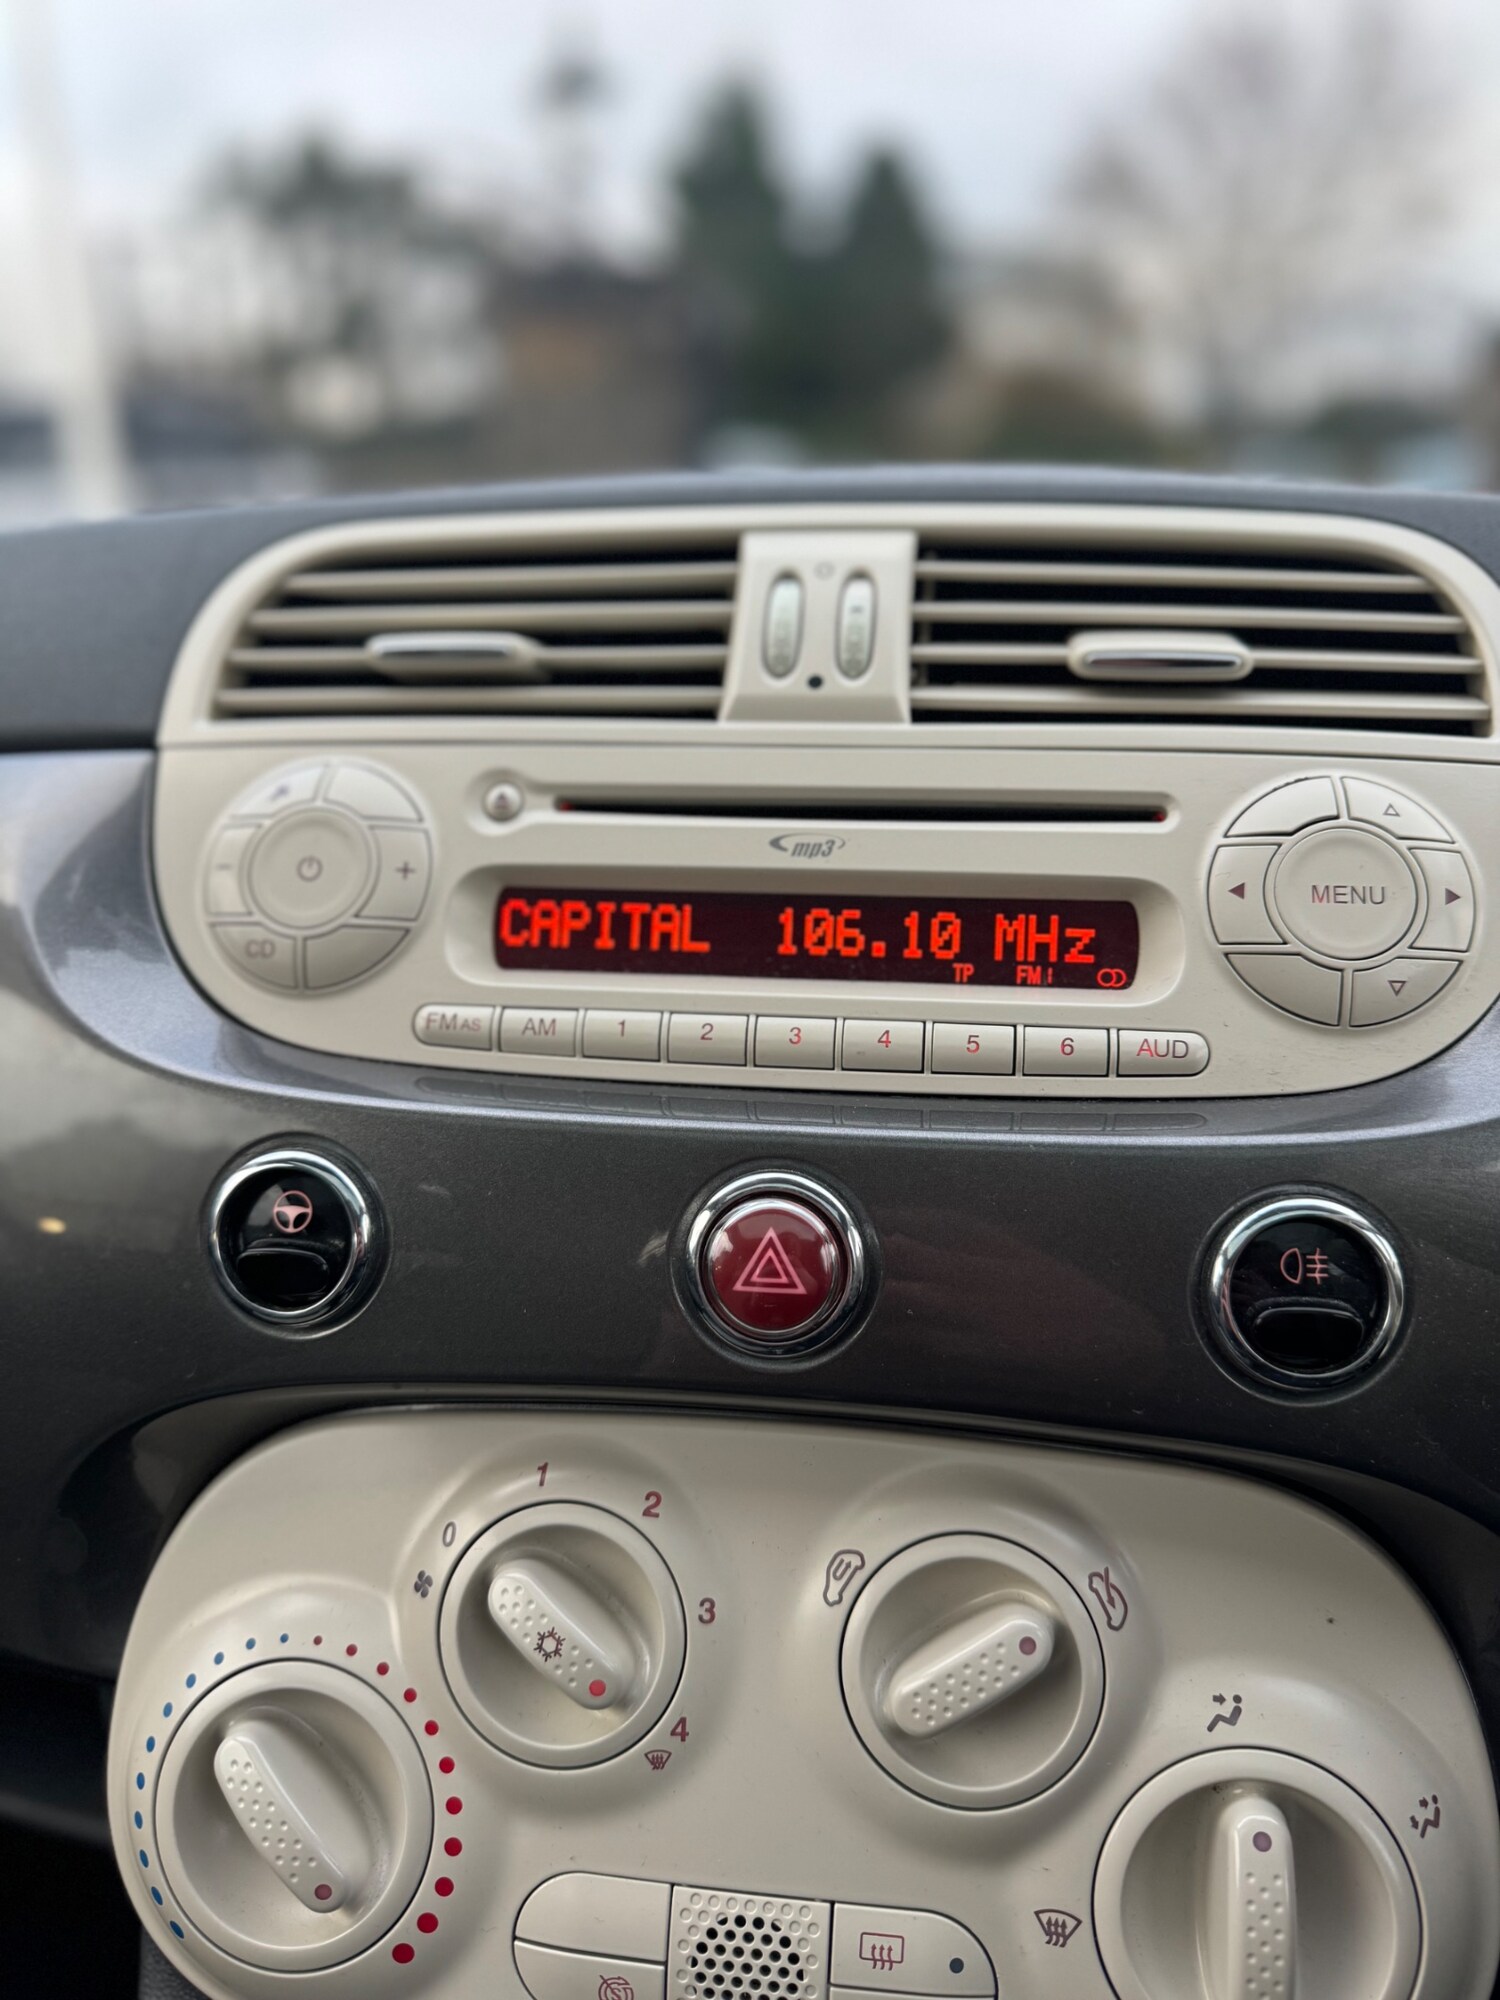 mp3
CAPITAL 106.10 MHz
TP FM1
CD
MENU
FM AS AM 1 2 3 4 5 6 AUD
1
2
0
3
4